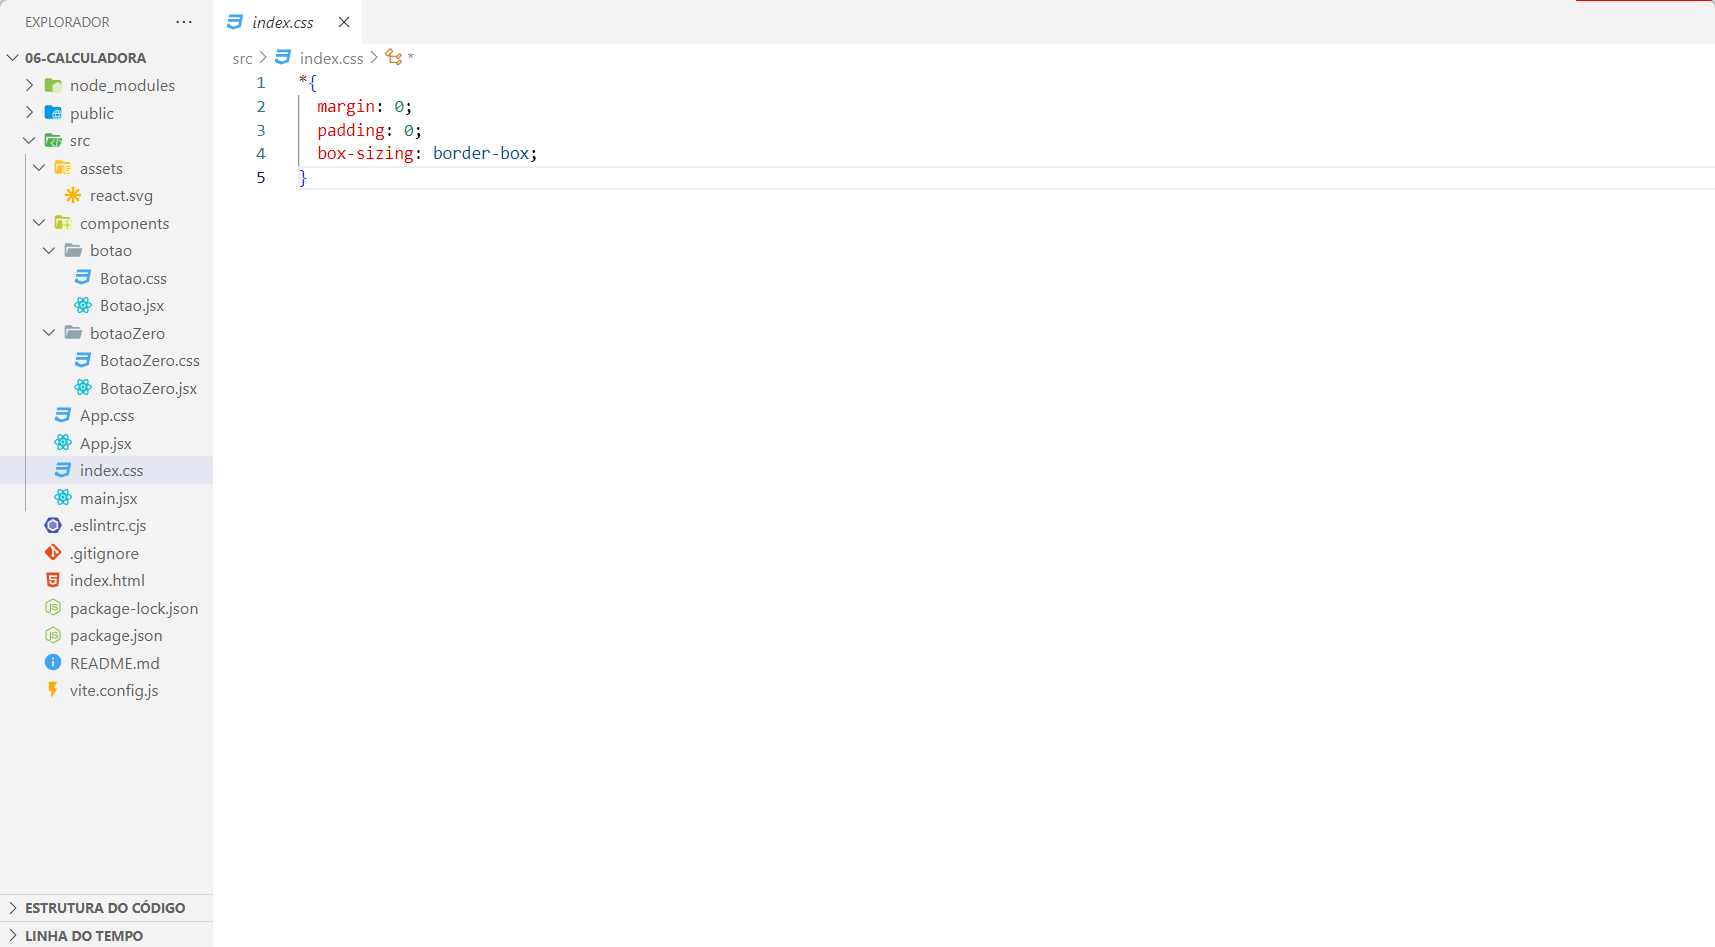 EXPLORADOR ···
06-CALCULADORA
node_modules
public
src
assets
react.svg
components
botao
Botao.css
Botao.jsx
botaoZero
BotaoZero.css
BotaoZero.jsx
App.css
App.jsx
index.css
main.jsx
.eslintrc.cjs
.gitignore
index.html
package-lock.json
package.json
README.md
vite.config.js
ESTRUTURA DO CÓDIGO
LINHA DO TEMPO
index.css
src > index.css > *
1 *{
2 margin: 0;
3 padding: 0;
4 box-sizing: border-box;
5 }